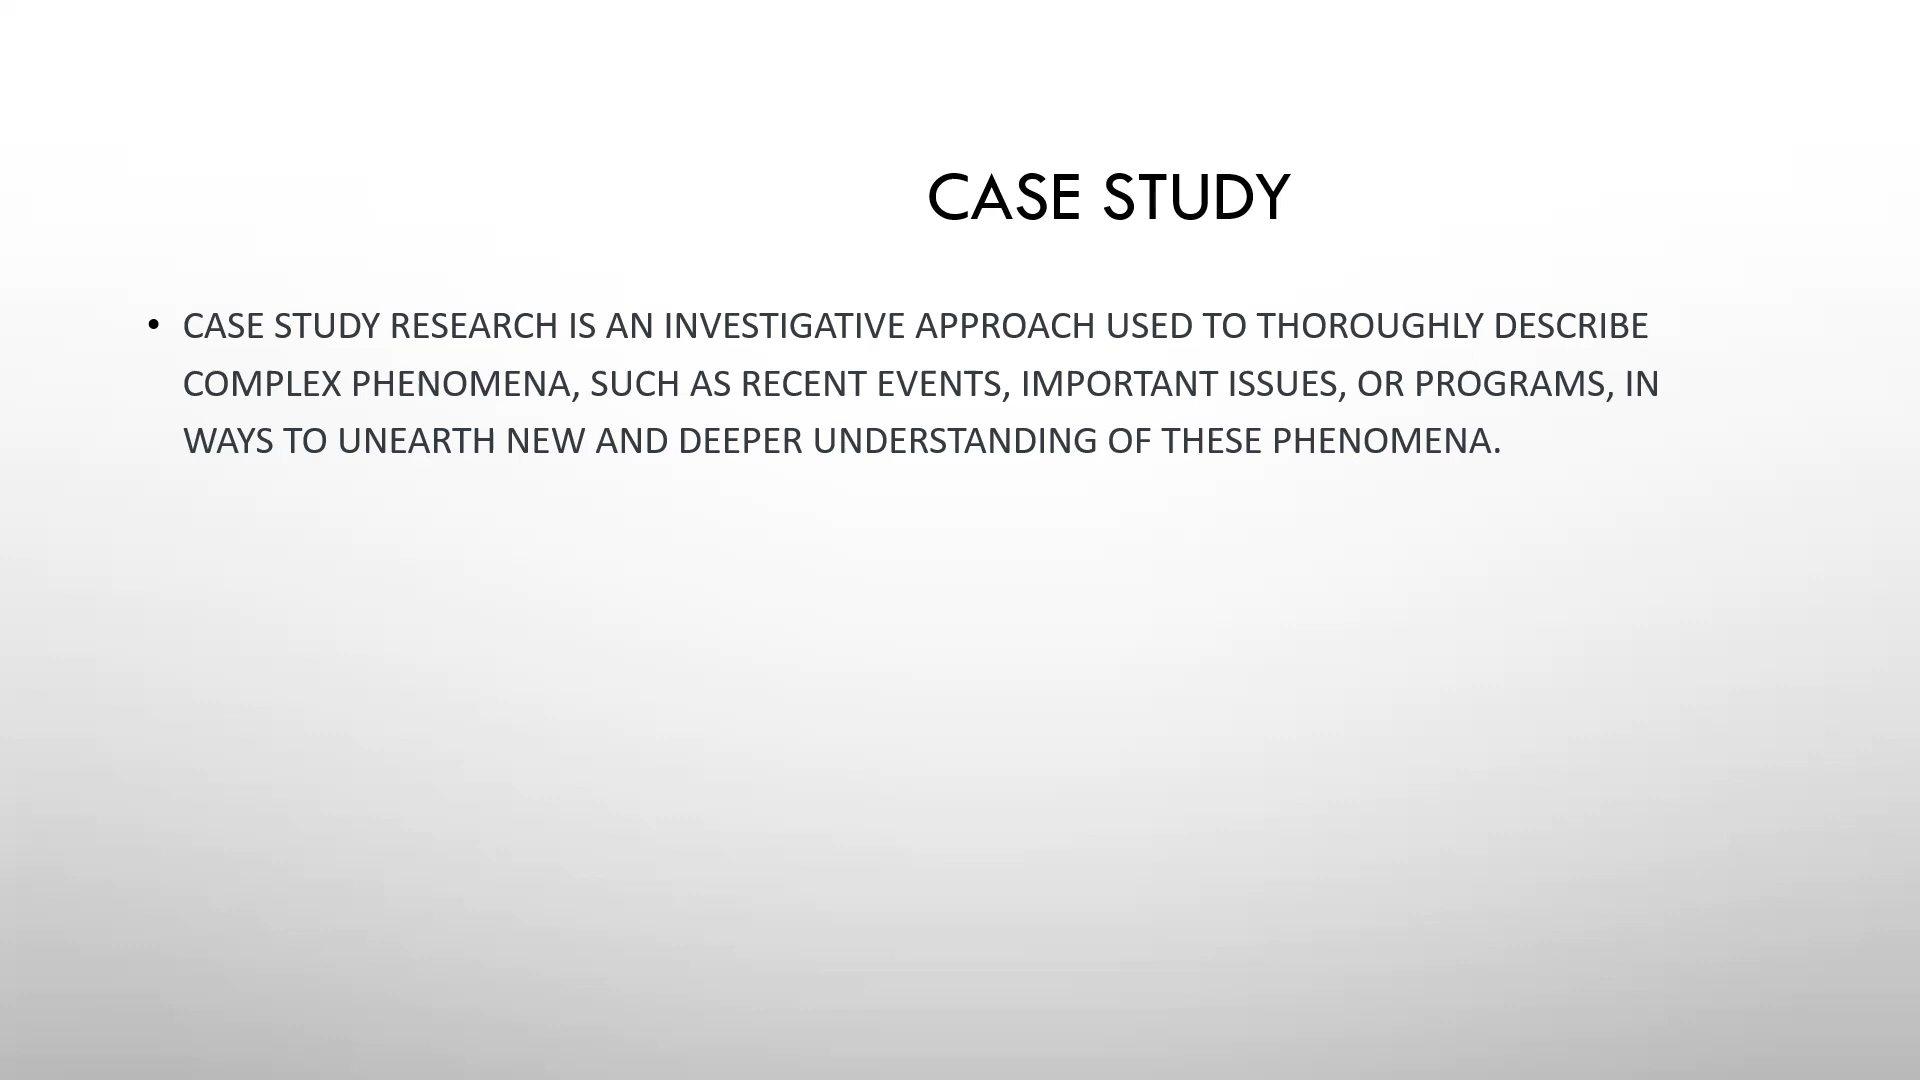 CASE STUDY
• CASE STUDY RESEARCH IS AN INVESTIGATIVE APPROACH USED TO THOROUGHLY DESCRIBE
COMPLEX PHENOMENA, SUCH AS RECENT EVENTS, IMPORTANT ISSUES, OR PROGRAMS, IN
WAYS TO UNEARTH NEW AND DEEPER UNDERSTANDING OF THESE PHENOMENA.